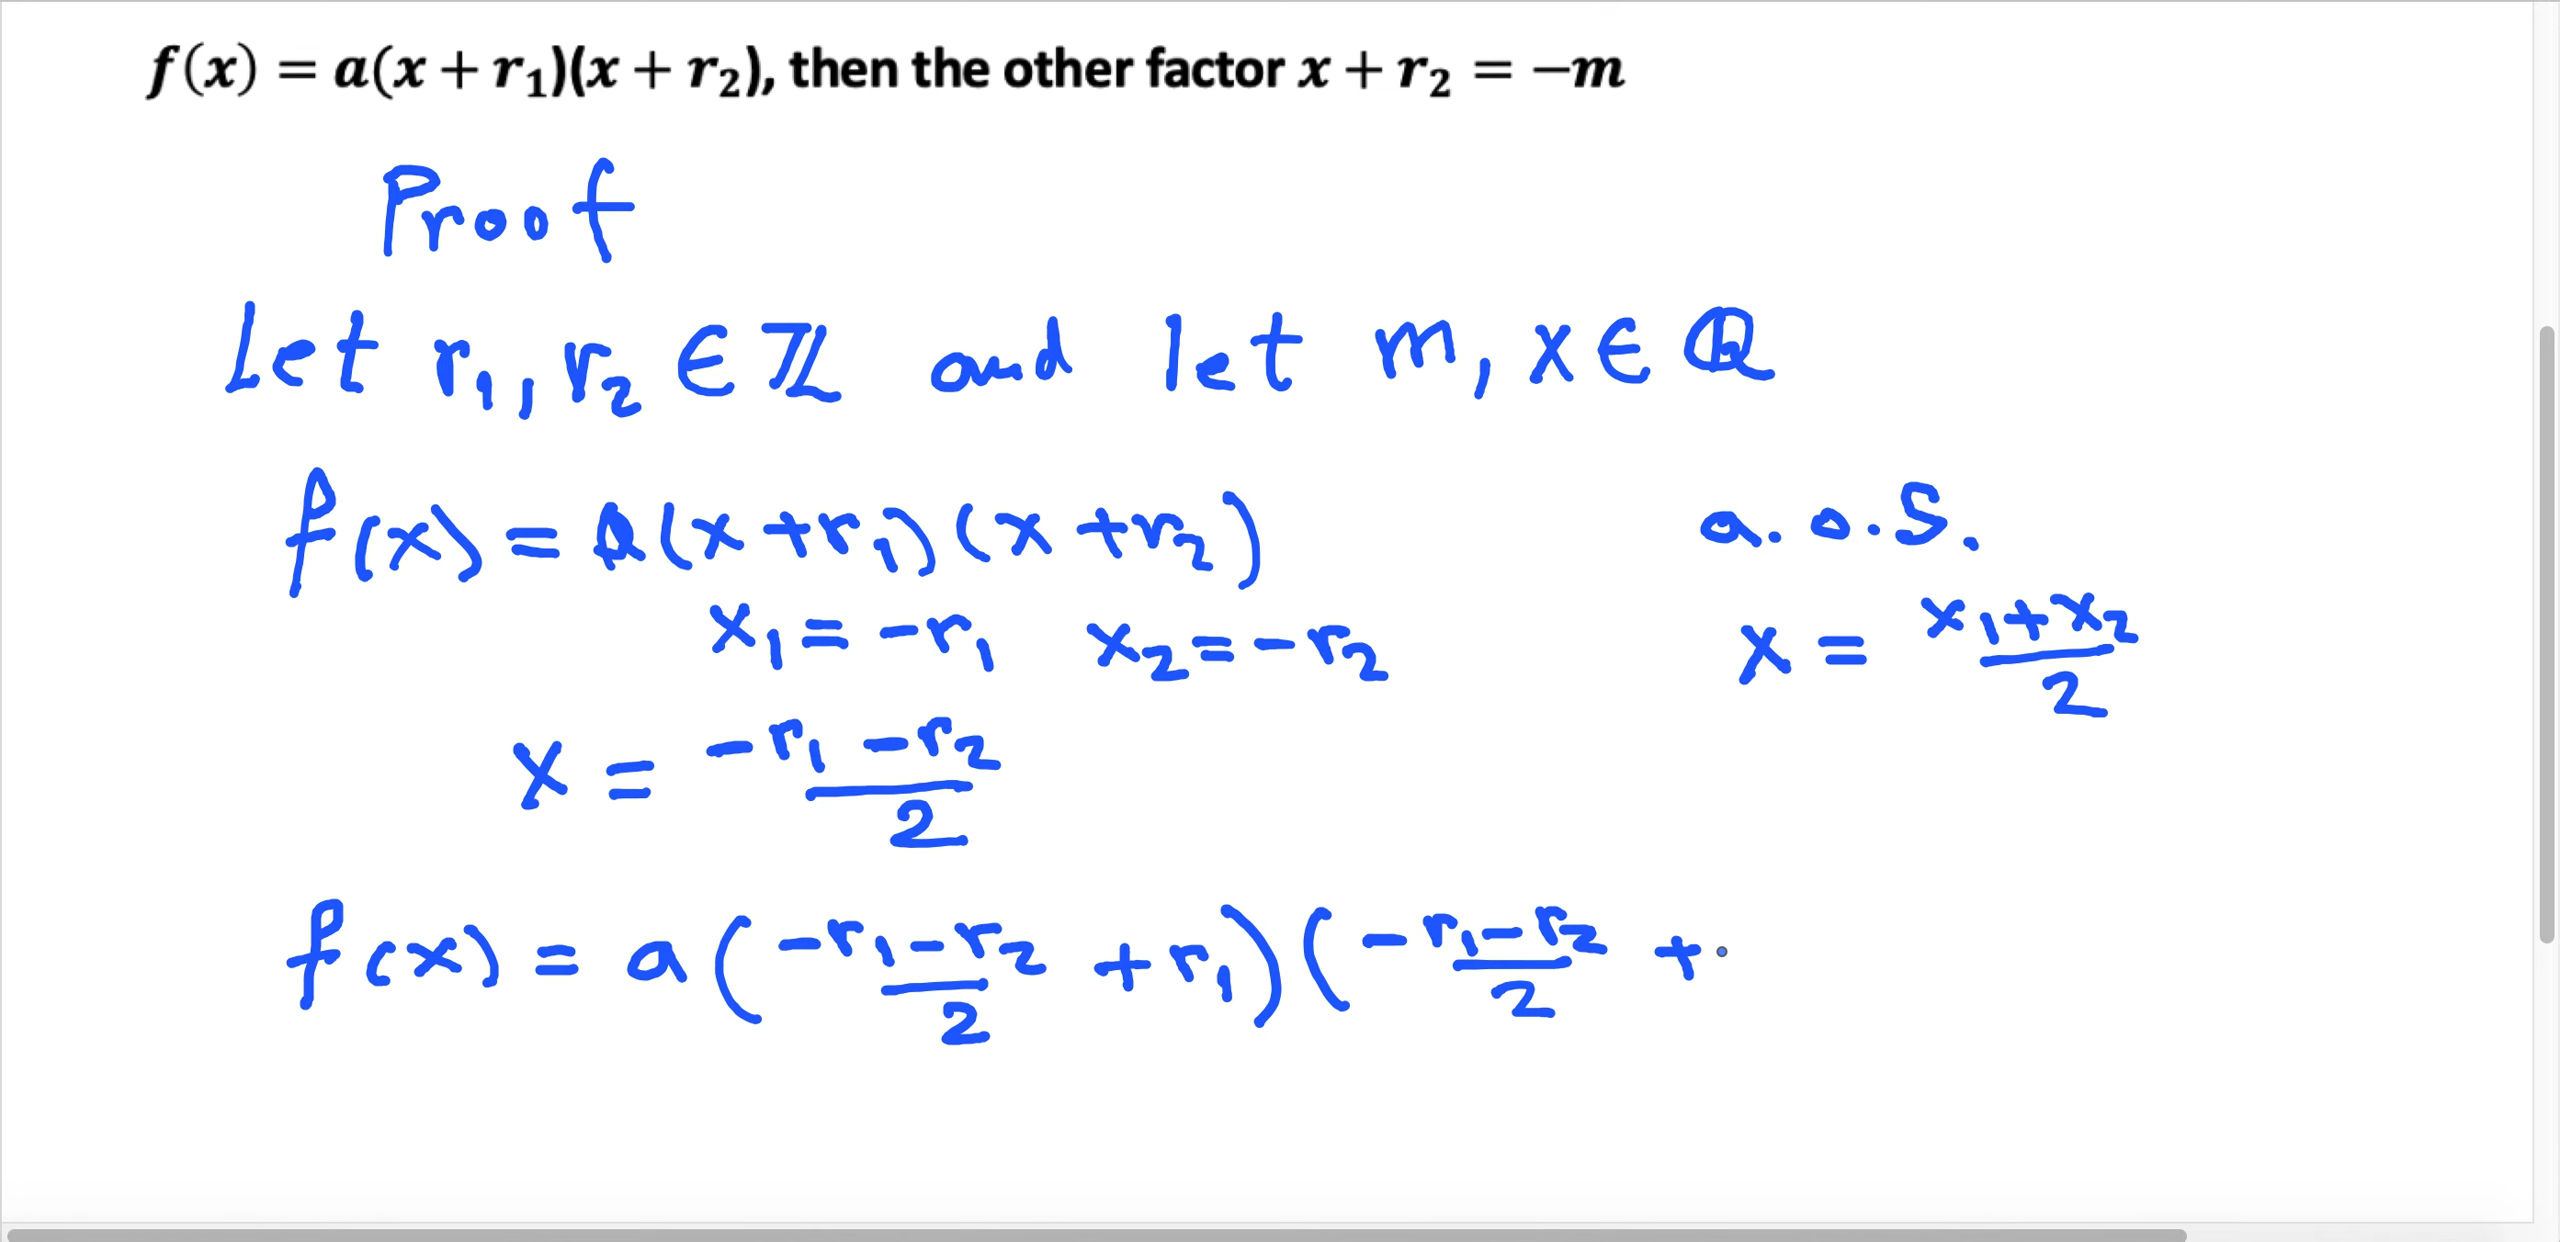 f(x) = a(x + r₁)(x + r₂), then the other factor x + r₂ = −m
Proof
Let r₁, r₂ ∈ ℤ and let m, x ∈ ℚ
f(x) = a(x + r₁)(x + r₂)
a.o.s.
x₁ = −r₁ x₂ = −r₂
x = (x₁ + x₂)/2
x = (−r₁ − r₂)/2
f(x) = a((−r₁ − r₂)/2 + r₁)((−r₁ − r₂)/2 +